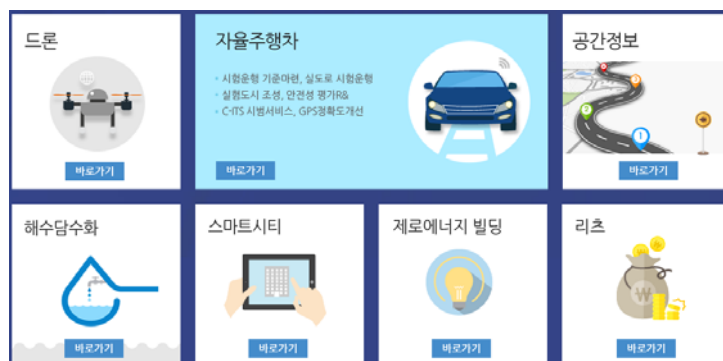 드론
바로가기
자율주행차
◦ 시험운행 기준마련, 실도로 시험운행
◦ 실험도시 조성, 안전성 평가R&
◦ C-ITS 시범서비스, GPS정확도개선
바로가기
공간정보
1
바로가기
해수담수화
바로가기
스마트시티
바로가기
제로에너지 빌딩
바로가기
리츠
₩
바로가기